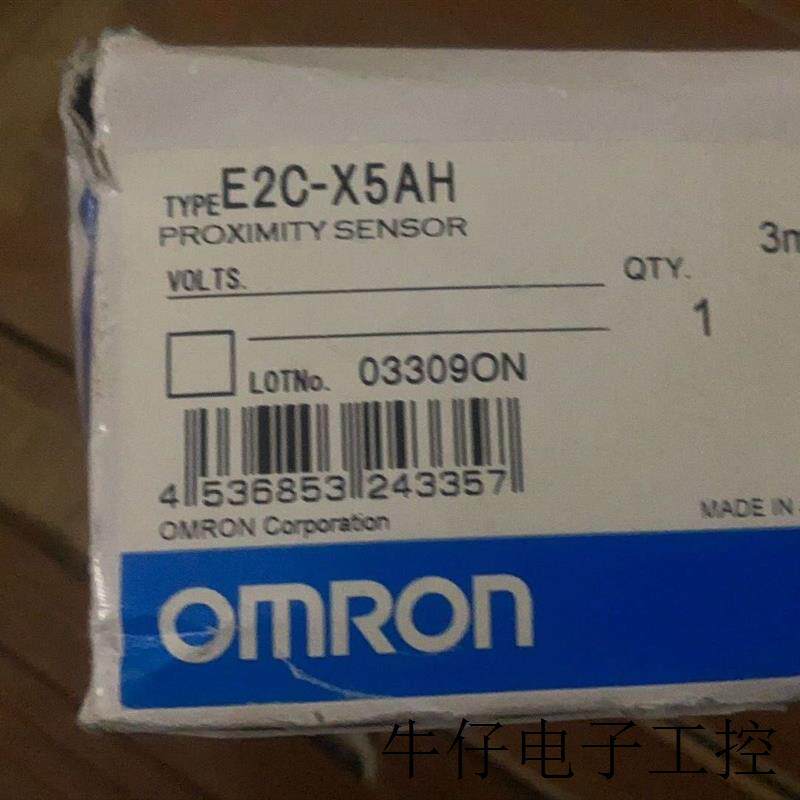 TYPE E2C-X5AH
PROXIMITY SENSOR
3m
VOLTS.
QTY.
1
LOTNo. 03309ON
4 536853 243357
OMRON Corporation
MADE IN
OMRON
牛仔电子工控